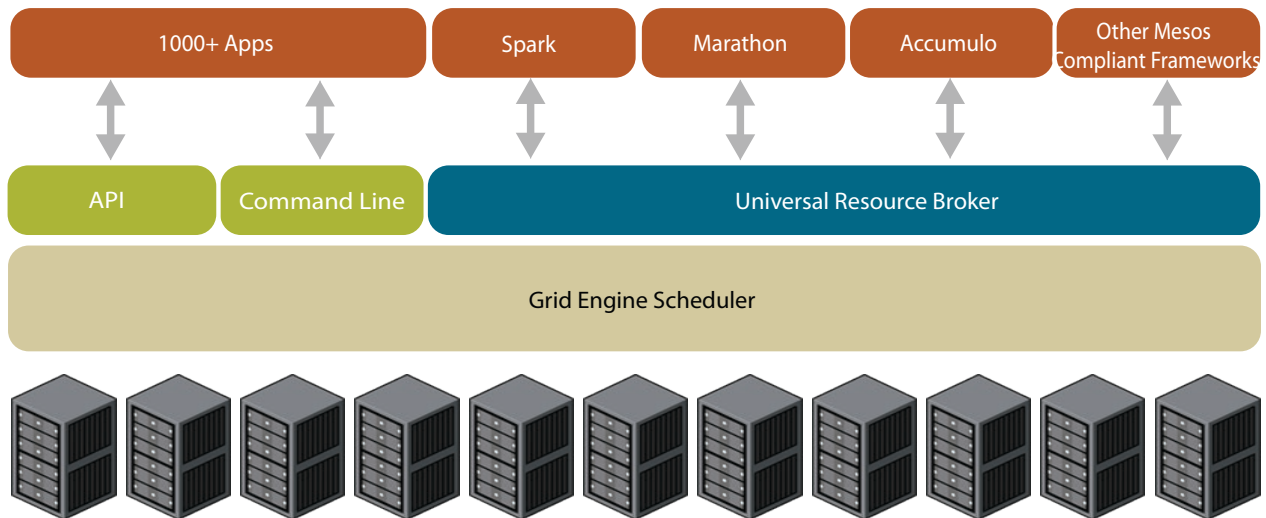 1000+ Apps
Spark
Marathon
Accumulo
Other Mesos
Compliant Frameworks
API
Command Line
Universal Resource Broker
Grid Engine Scheduler